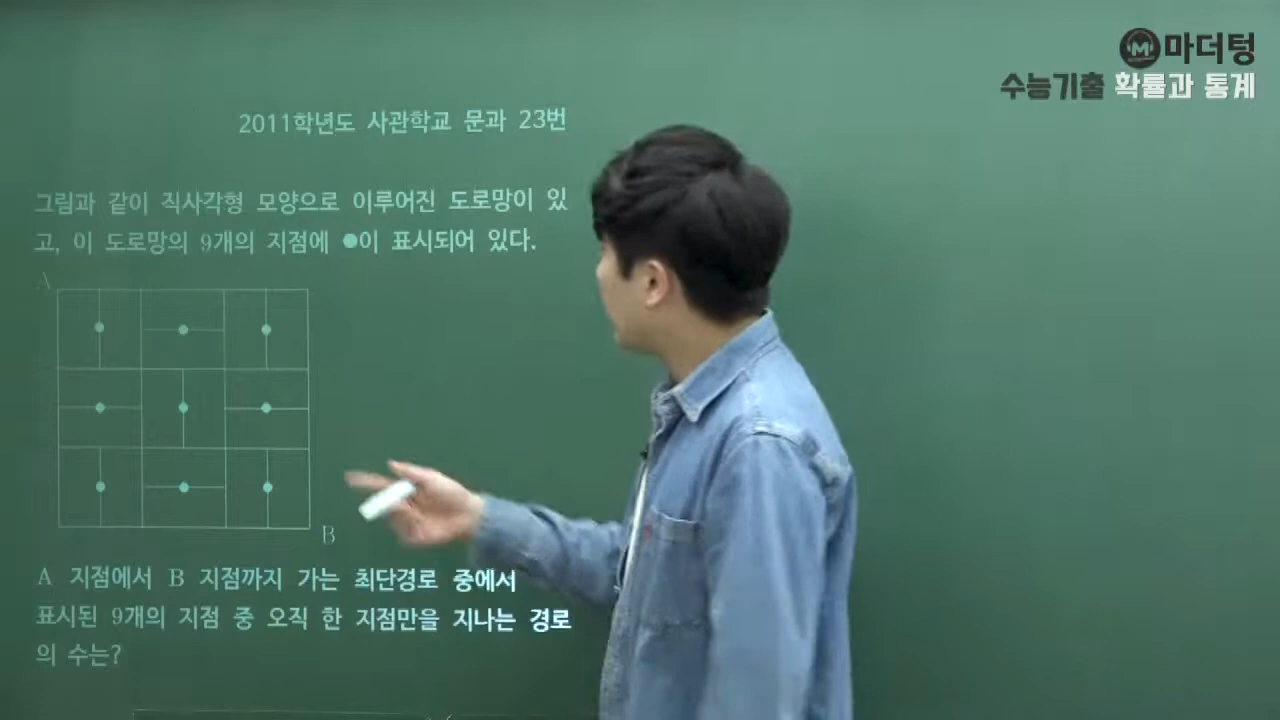 마더텅
수능기출 확률과 통계
2011학년도 사관학교 문과 23번
그림과 같이 직사각형 모양으로 이루어진 도로망이 있
고, 이 도로망의 9개의 지점에 ●이 표시되어 있다.
A
B
A 지점에서 B 지점까지 가는 최단경로 중에서
표시된 9개의 지점 중 오직 한 지점만을 지나는 경로
의 수는?